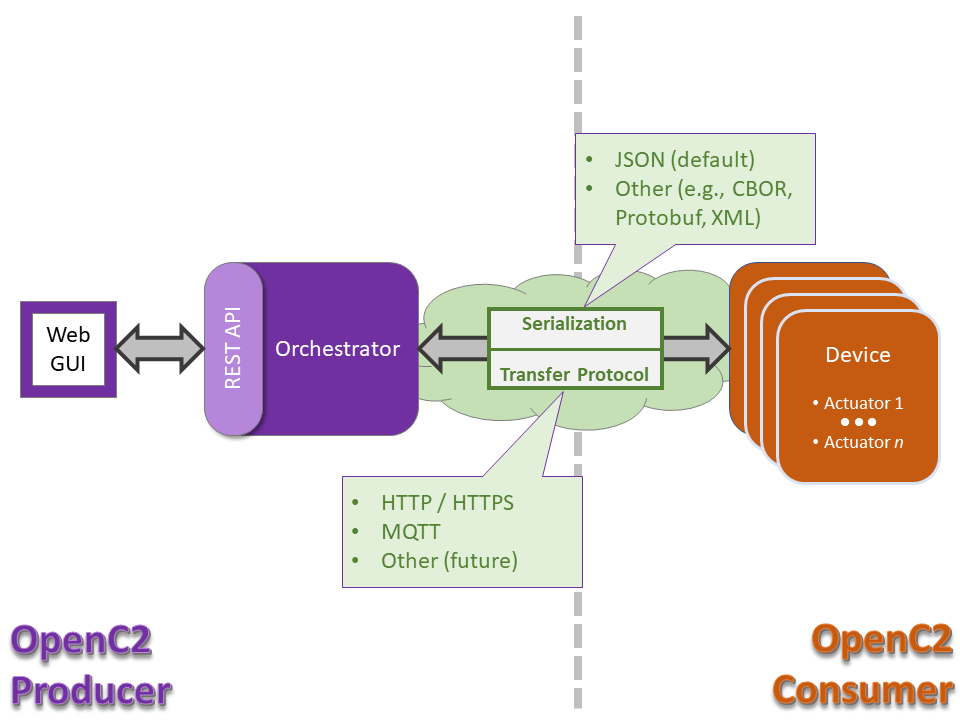 • JSON (default)
• Other (e.g., CBOR,
Protobuf, XML)
Web
GUI
REST API
Orchestrator
Serialization
Transfer Protocol
Device
• Actuator 1
•••
• Actuator n
• HTTP / HTTPS
• MQTT
• Other (future)
OpenC2
Producer
OpenC2
Consumer